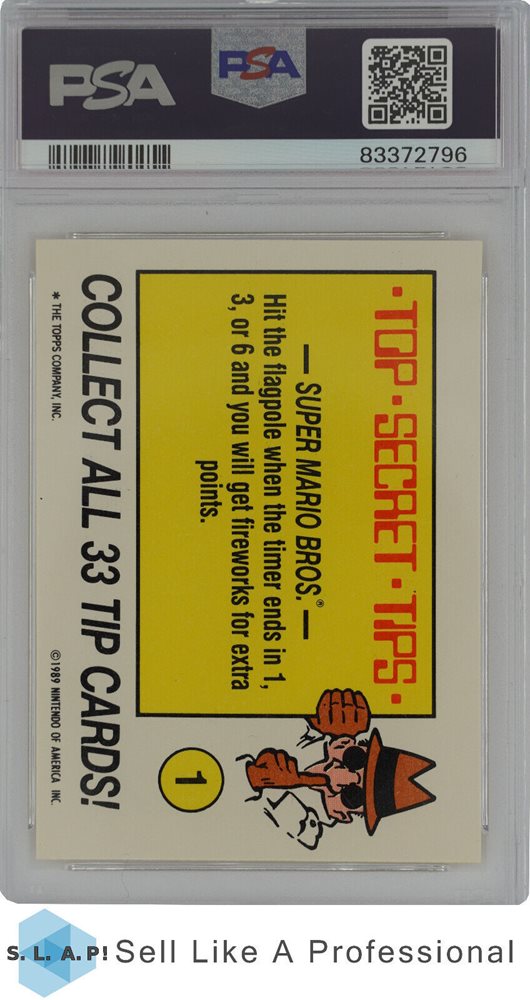 PSA
PSA
83372796
·TOP·SECRET·TIPS·
— SUPER MARIO BROS.® —
Hit the flagpole when the timer ends in 1,
3, or 6 and you will get fireworks for extra
points.
1
COLLECT ALL 33 TIP CARDS!
* THE TOPPS COMPANY, INC.
©1989 NINTENDO OF AMERICA INC.
S. L. A. P! Sell Like A Professional